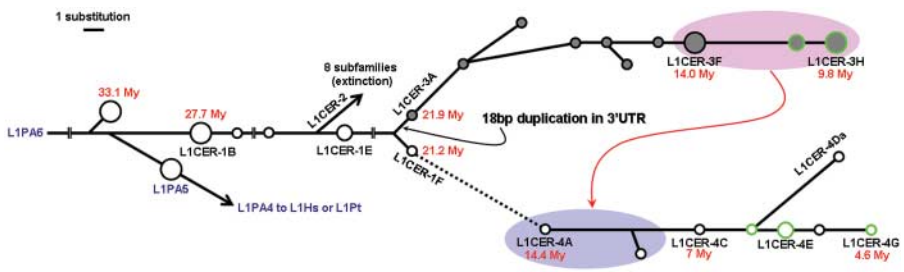 1 substitution
L1PA6
33.1 My
27.7 My
L1CER-1B
L1PA5
L1PA4 to L1Hs or L1Pt
8 subfamilies
(extinction)
L1CER-2
L1CER-1E
L1CER-3A
21.9 My
21.2 My
L1CER-1F
18bp duplication in 3'UTR
L1CER-3F
14.0 My
L1CER-3H
9.8 My
L1CER-4A
14.4 My
L1CER-4C
7 My
L1CER-4Da
L1CER-4E
L1CER-4G
4.6 My